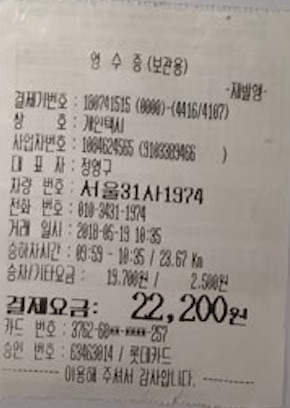 영 수 증(보관용)
-재발행-
결제기번호 : 100741515 (0000)-(4416/4107)
상 호 : 개인택시
사업자번호 : 1084624565 (9103389466 )
대 표 자 : 정영구
차량 번호 : 서울31사1974
전화 번호 : 010-3431-1974
거래 일시 : 2018-05-19 10:35
승하차시간 : 09:59 - 10:35 / 23.67 Km
승차/기타요금 : 19.700원 / 2.500원
결제요금: 22,200원
카드 번호 : 3762-60**-****-257
승인 번호 : 63463014 / 롯데카드
------ 이용해 주셔서 감사합니다. ------